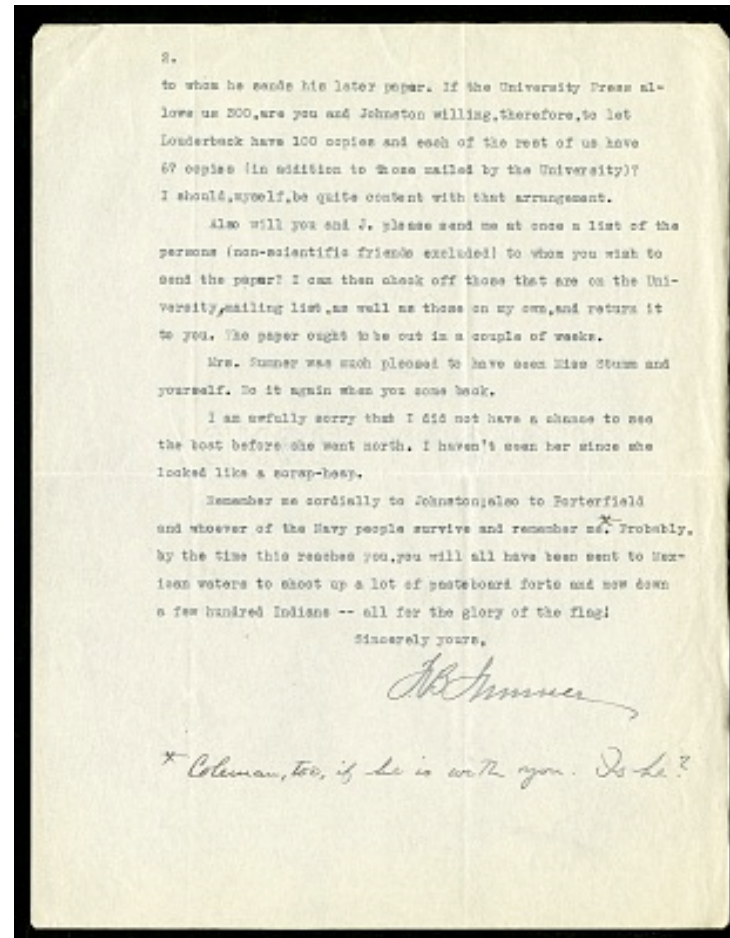 2.
to whom he sends his later paper. If the University Press al-
lows us 300,are you and Johnston willing,therefore,to let
Louderback have 100 copies and each of the rest of us have
67 copies (in addition to those mailed by the University)?
I should,myself,be quite content with that arrangement.
Also will you and J. please send me at once a list of the
persons (non-scientific friends excluded) to whom you wish to
send the paper? I can then check off those that are on the Uni-
versity,mailing list,as well as those on my own,and return it
to you. The paper ought to be out in a couple of weeks.
Mrs. Sumner was much pleased to have seen Miss and
yourself. Do it again when you come back.
I am awfully sorry that I did not have a chance to see
the boat before she went north. I haven't seen her since she
looked like a scrap-heap.
Remember me cordially to Johnston;also to Porterfield
and whoever of the Navy people survive and remember me.* Probably,
by the time this reaches you,you will all have been sent to Mex-
ican waters to shoot up a lot of pasteboard forts and mow down
a few hundred Indians -- all for the glory of the flag!
Sincerely yours,
FB Sumner
* Coleman, too, if he is with you. Is he?